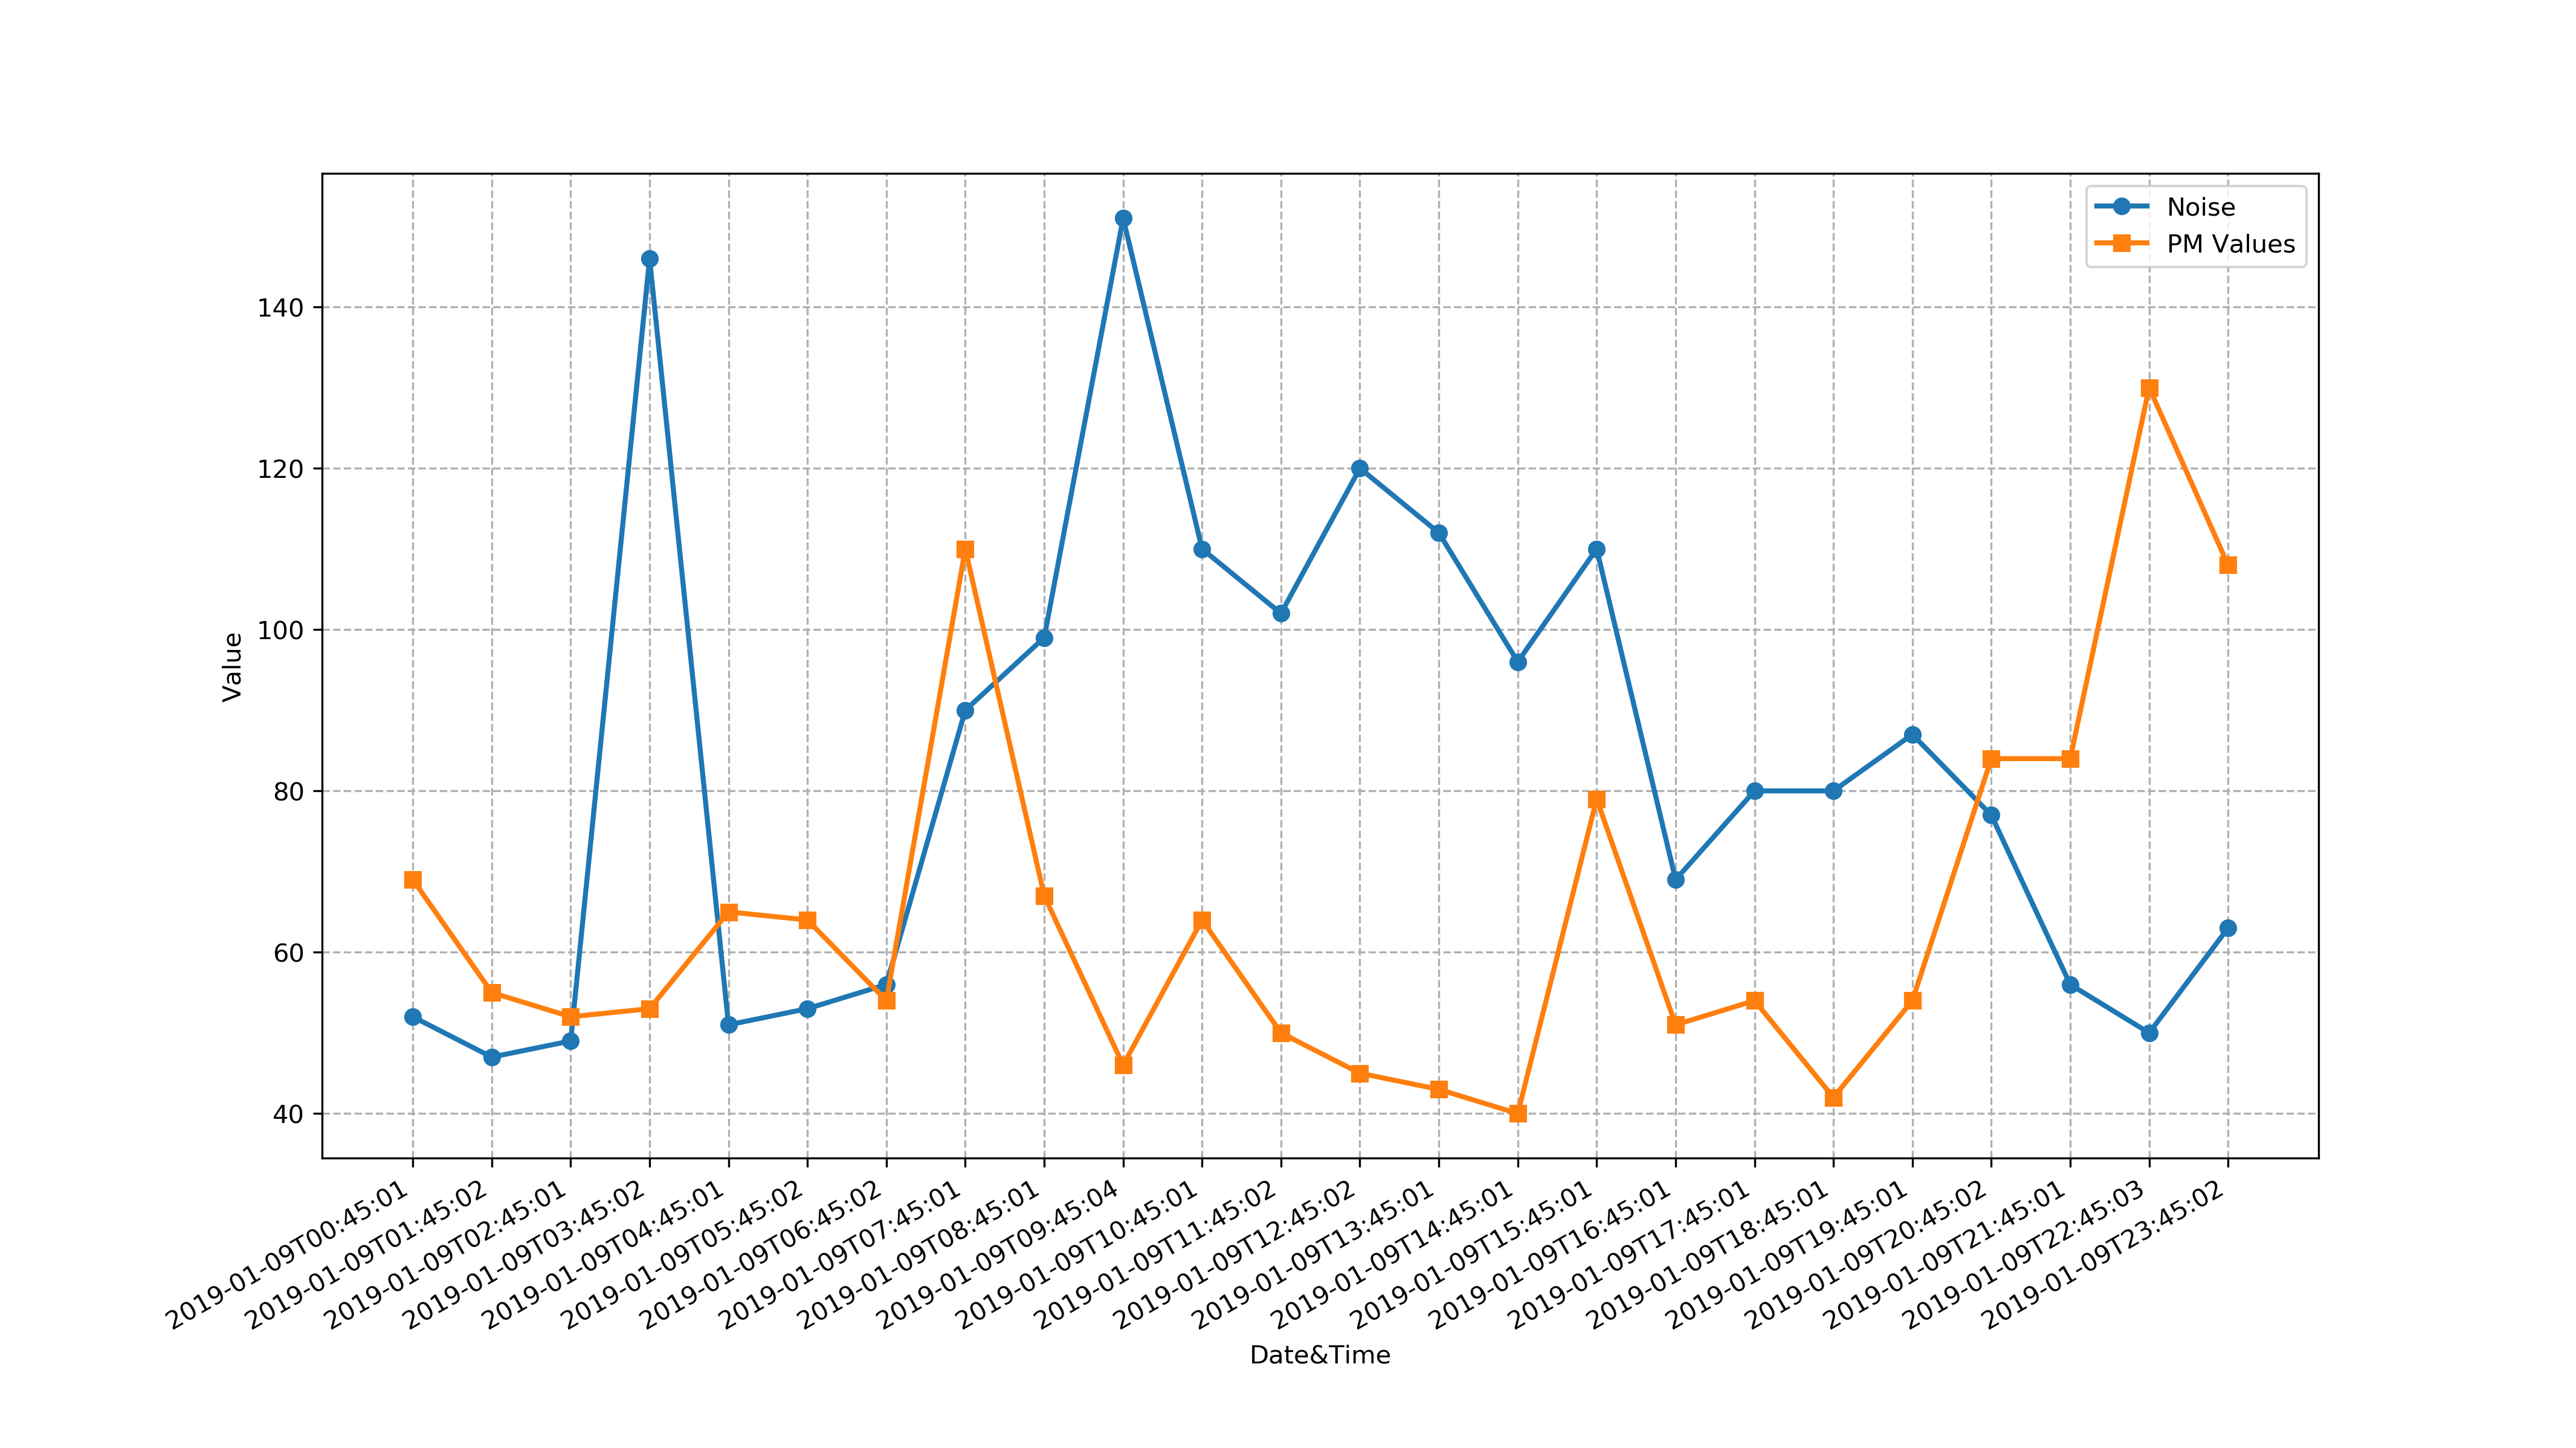 Noise
PM Values
140
120
100
80
60
40
Value
2019-01-09T00:45:01
2019-01-09T01:45:02
2019-01-09T02:45:01
2019-01-09T03:45:02
2019-01-09T04:45:01
2019-01-09T05:45:02
2019-01-09T06:45:02
2019-01-09T07:45:01
2019-01-09T08:45:01
2019-01-09T09:45:04
2019-01-09T10:45:01
2019-01-09T11:45:02
2019-01-09T12:45:02
2019-01-09T13:45:01
2019-01-09T14:45:01
2019-01-09T15:45:01
2019-01-09T16:45:01
2019-01-09T17:45:01
2019-01-09T18:45:01
2019-01-09T19:45:01
2019-01-09T20:45:02
2019-01-09T21:45:01
2019-01-09T22:45:03
2019-01-09T23:45:02
Date&Time